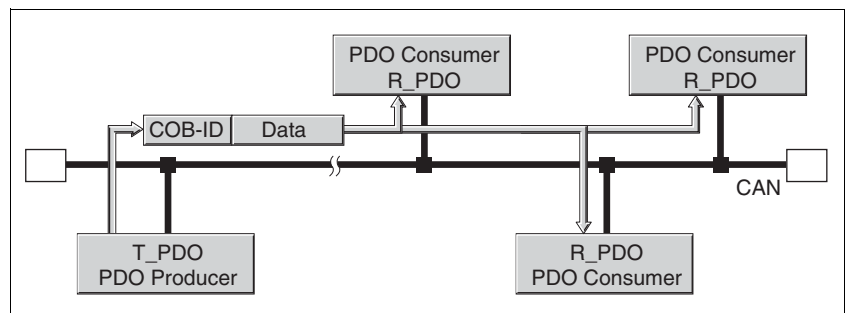 PDO Consumer
R_PDO
PDO Consumer
R_PDO
COB-ID Data
CAN
T_PDO
PDO Producer
R_PDO
PDO Consumer